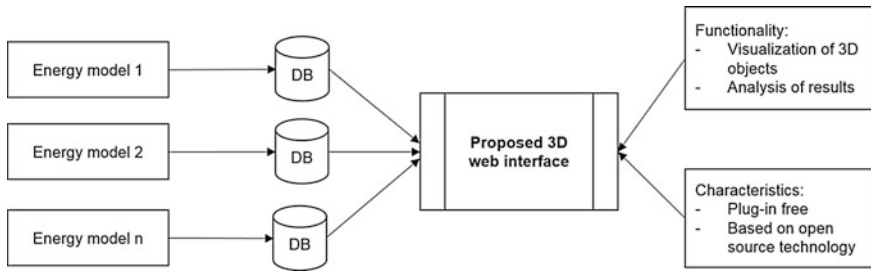 Energy model 1
DB
Energy model 2
DB
Energy model n
DB
Proposed 3D
web interface
Functionality:
- Visualization of 3D
objects
- Analysis of results
Characteristics:
- Plug-in free
- Based on open
source technology